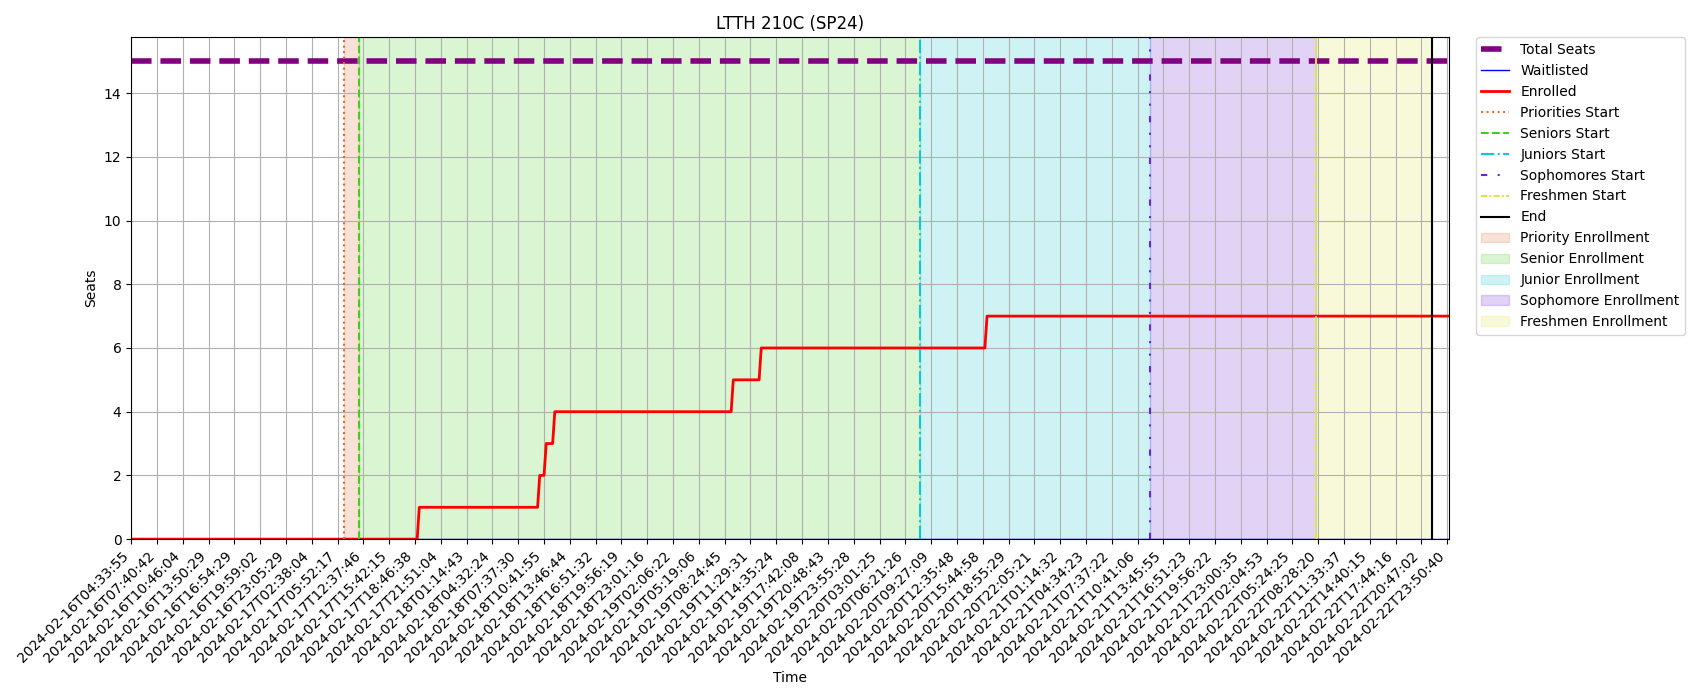 LTTH 210C (SP24)
Total Seats
Waitlisted
Enrolled
Priorities Start
Seniors Start
Juniors Start
Sophomores Start
Freshmen Start
End
Priority Enrollment
Senior Enrollment
Junior Enrollment
Sophomore Enrollment
Freshmen Enrollment
Seats
14
12
10
8
6
4
2
0
2024-02-16T04:33:55
2024-02-16T07:40:42
2024-02-16T10:46:04
2024-02-16T13:50:29
2024-02-16T16:54:29
2024-02-16T19:59:02
2024-02-16T23:05:29
2024-02-17T02:38:04
2024-02-17T05:52:17
2024-02-17T12:37:46
2024-02-17T15:42:15
2024-02-17T18:46:38
2024-02-17T21:51:04
2024-02-18T01:14:43
2024-02-18T04:32:24
2024-02-18T07:37:30
2024-02-18T10:41:55
2024-02-18T13:46:44
2024-02-18T16:51:32
2024-02-18T19:56:19
2024-02-18T23:01:16
2024-02-19T02:06:22
2024-02-19T05:19:06
2024-02-19T08:24:45
2024-02-19T11:29:31
2024-02-19T14:35:24
2024-02-19T17:42:08
2024-02-19T20:48:43
2024-02-19T23:55:28
2024-02-20T03:01:25
2024-02-20T06:21:26
2024-02-20T09:27:09
2024-02-20T12:35:48
2024-02-20T15:44:58
2024-02-20T18:55:29
2024-02-20T22:05:21
2024-02-21T01:14:32
2024-02-21T04:34:23
2024-02-21T07:37:22
2024-02-21T10:41:06
2024-02-21T13:45:55
2024-02-21T16:51:23
2024-02-21T19:56:22
2024-02-21T23:00:35
2024-02-22T02:04:53
2024-02-22T05:24:25
2024-02-22T08:28:20
2024-02-22T11:33:37
2024-02-22T14:40:15
2024-02-22T17:44:16
2024-02-22T20:47:02
2024-02-22T23:50:40
Time